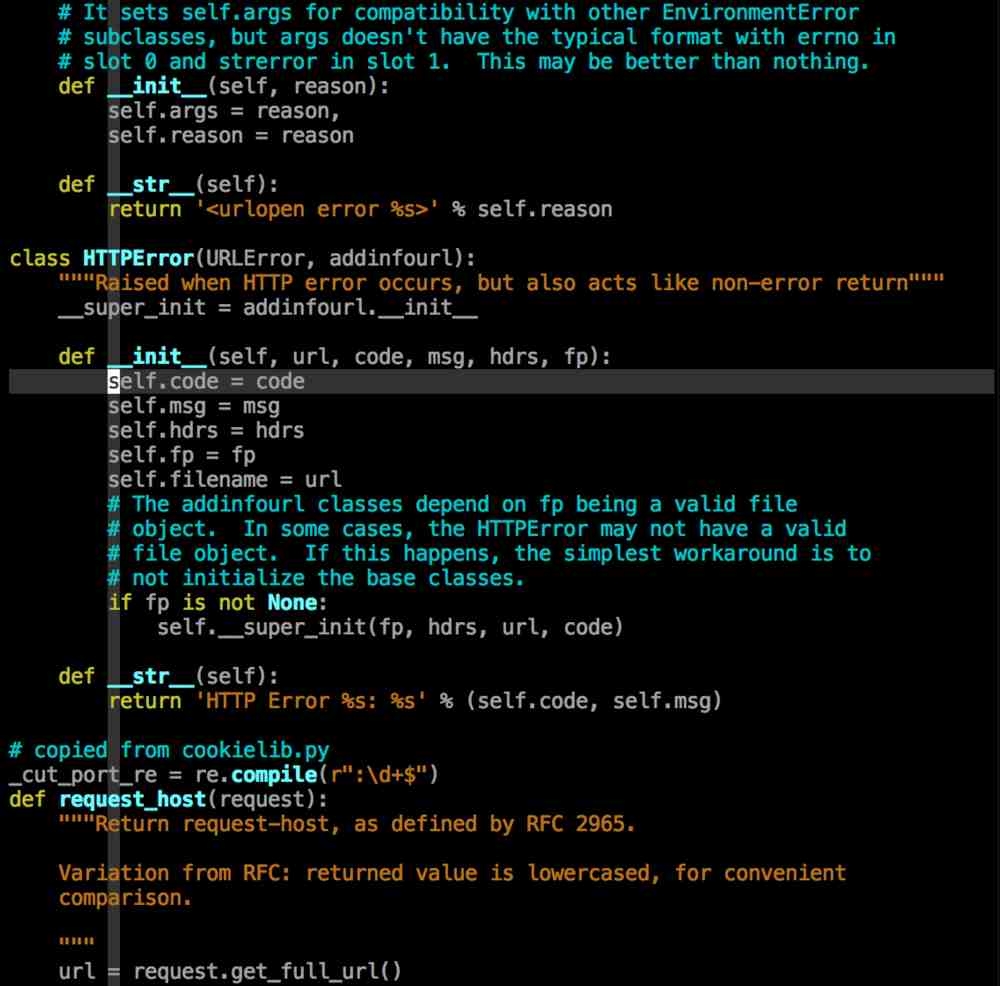 # It sets self.args for compatibility with other EnvironmentError
    # subclasses, but args doesn't have the typical format with errno in
    # slot 0 and strerror in slot 1.  This may be better than nothing.
    def __init__(self, reason):
        self.args = reason,
        self.reason = reason

    def __str__(self):
        return '<urlopen error %s>' % self.reason

class HTTPError(URLError, addinfourl):
    """Raised when HTTP error occurs, but also acts like non-error return"""
    __super_init = addinfourl.__init__

    def __init__(self, url, code, msg, hdrs, fp):
        self.code = code
        self.msg = msg
        self.hdrs = hdrs
        self.fp = fp
        self.filename = url
        # The addinfourl classes depend on fp being a valid file
        # object.  In some cases, the HTTPError may not have a valid
        # file object.  If this happens, the simplest workaround is to
        # not initialize the base classes.
        if fp is not None:
            self.__super_init(fp, hdrs, url, code)

    def __str__(self):
        return 'HTTP Error %s: %s' % (self.code, self.msg)

# copied from cookielib.py
_cut_port_re = re.compile(r":\d+$")
def request_host(request):
    """Return request-host, as defined by RFC 2965.

    Variation from RFC: returned value is lowercased, for convenient
    comparison.

    """
    url = request.get_full_url()